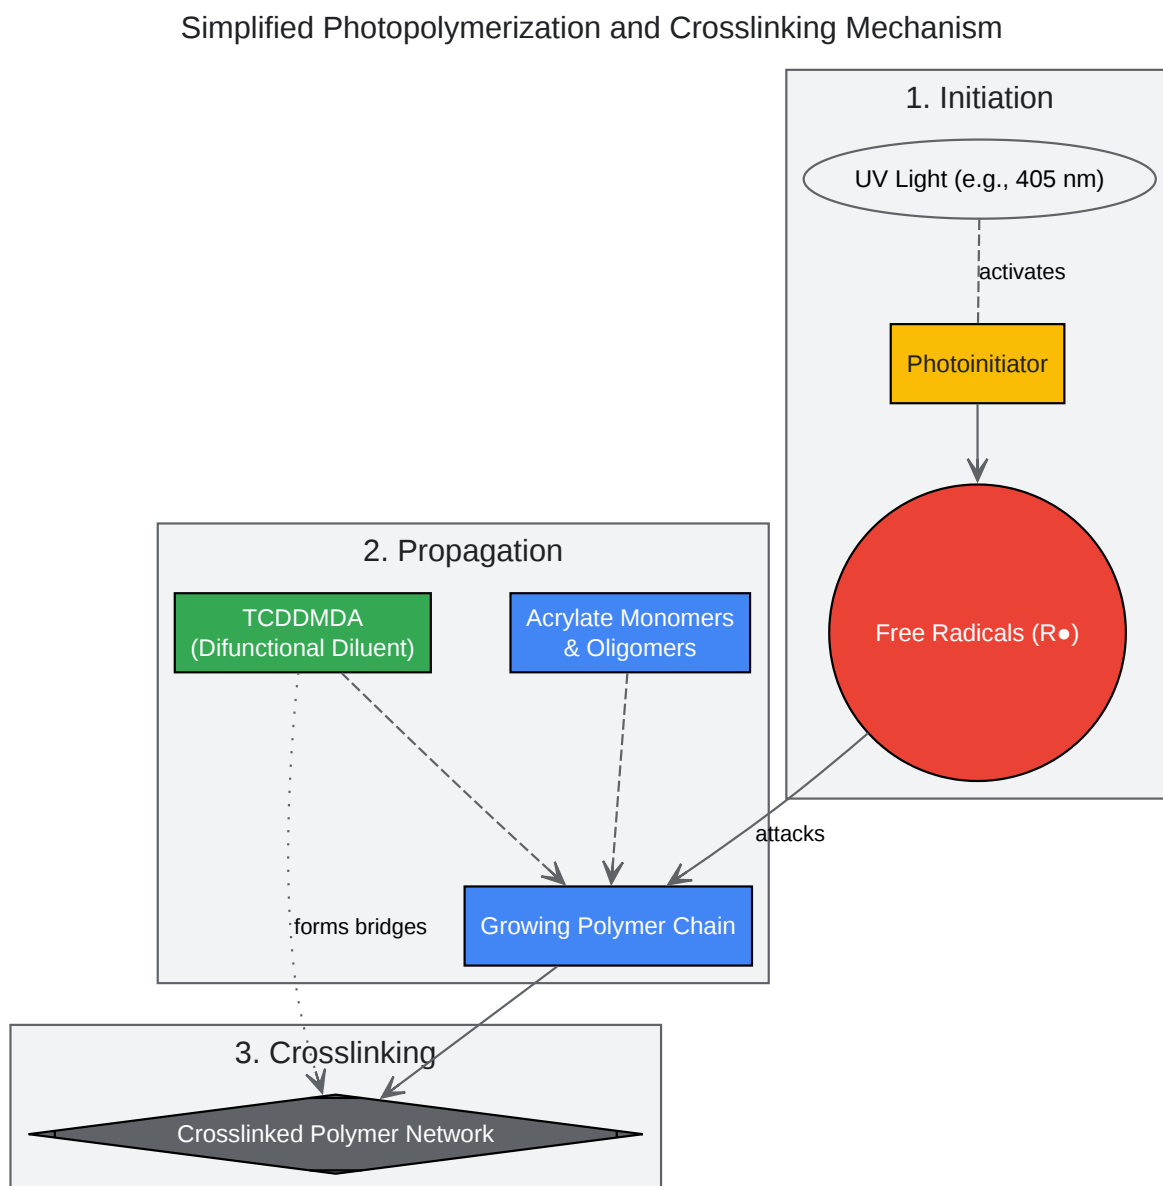 Simplified Photopolymerization and Crosslinking Mechanism
1. Initiation
UV Light (e.g., 405 nm)
activates
Photoinitiator
Free Radicals (R●)
attacks
2. Propagation
TCDDMDA
(Difunctional Diluent)
Acrylate Monomers
& Oligomers
Growing Polymer Chain
forms bridges
3. Crosslinking
Crosslinked Polymer Network